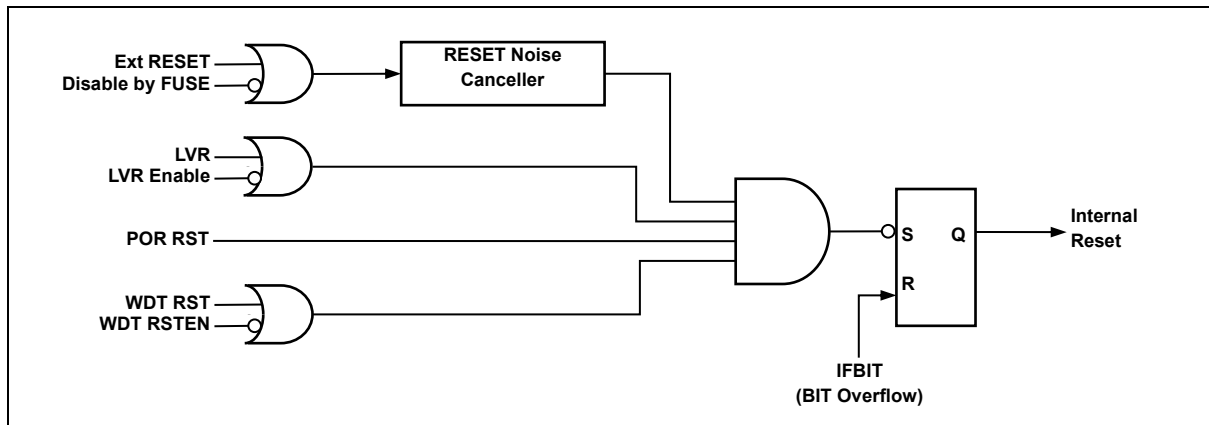 Ext RESET
Disable by FUSE
RESET Noise
Canceller
LVR
LVR Enable
POR RST
WDT RST
WDT RSTEN
S
Q
R
Internal
Reset
IFBIT
(BIT Overflow)